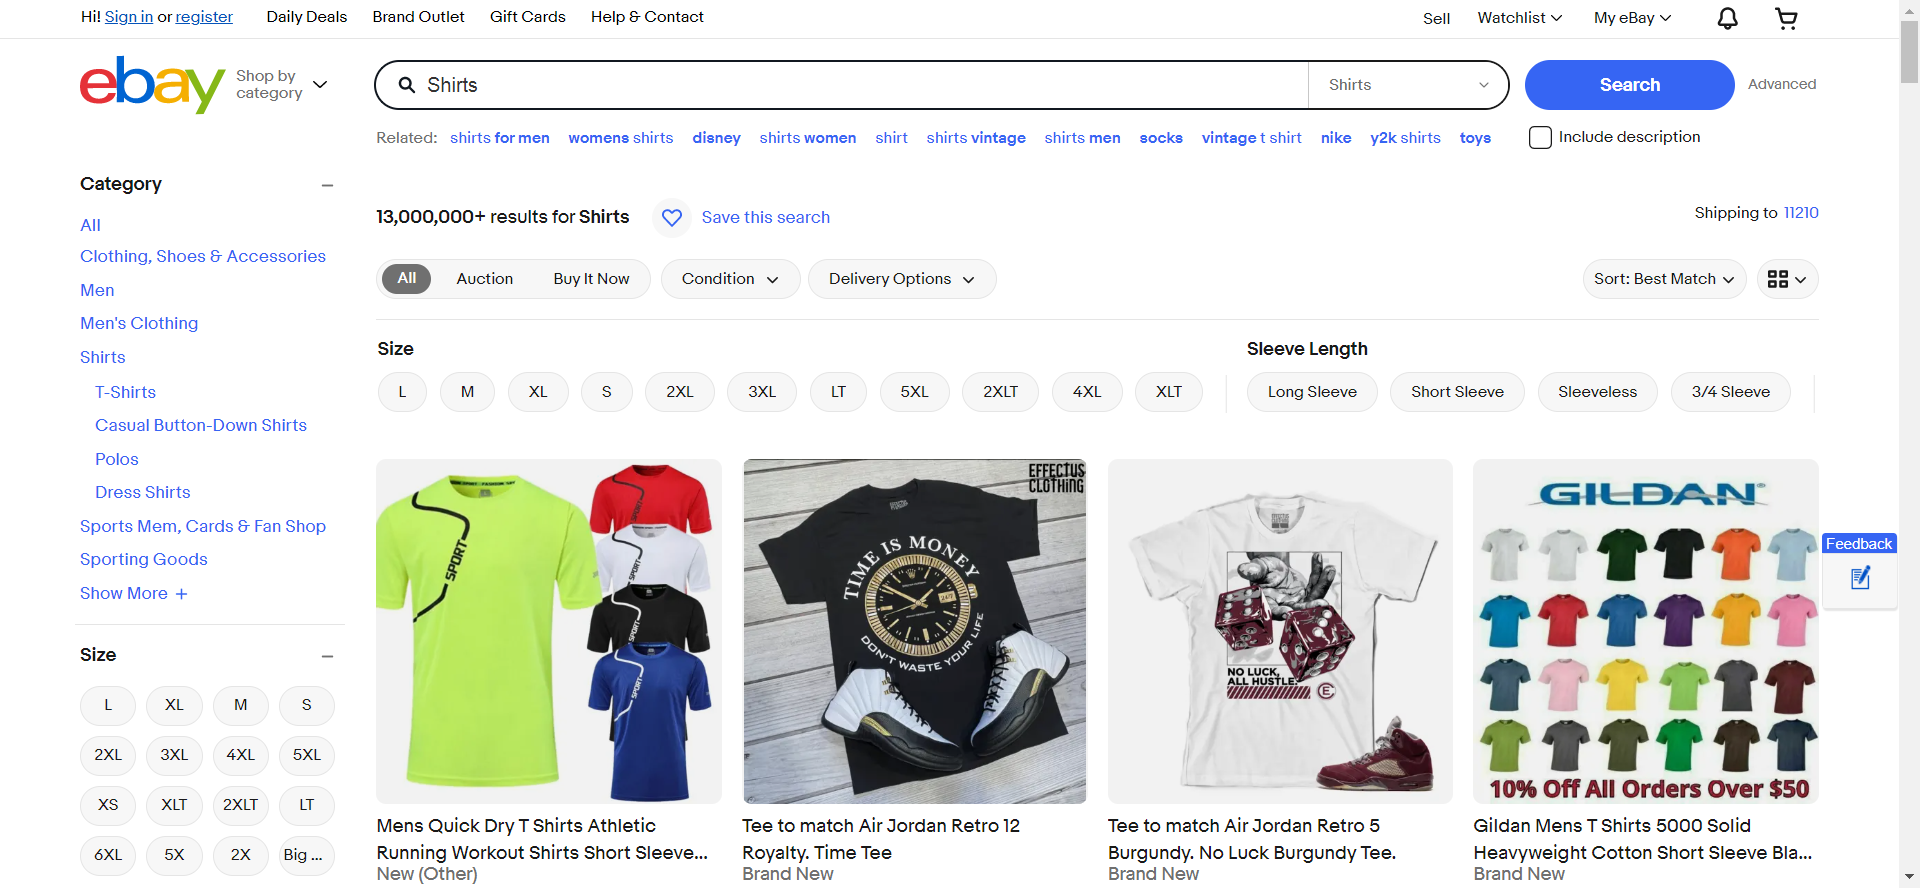 Hi! Sign in or register Daily Deals Brand Outlet Gift Cards Help & Contact Sell Watchlist My eBay
ebay
Shop by category
Shirts
Shirts
Search
Advanced
Related: shirts for men womens shirts disney shirts women shirt shirts vintage shirts men socks vintage t shirt nike y2k shirts toys
Include description
Category
All
Clothing, Shoes & Accessories
Men
Men's Clothing
Shirts
T-Shirts
Casual Button-Down Shirts
Polos
Dress Shirts
Sports Mem, Cards & Fan Shop
Sporting Goods
Show More
Size
L XL M S
2XL 3XL 4XL 5XL
XS XLT 2XLT LT
6XL 5X 2X Big ...
13,000,000+ results for Shirts
Save this search
Shipping to 11210
All Auction Buy It Now Condition Delivery Options
Sort: Best Match
Size
L M XL S 2XL 3XL LT 5XL 2XLT 4XL XLT
Sleeve Length
Long Sleeve Short Sleeve Sleeveless 3/4 Sleeve
SPORT
SPORT
SPORT
SPORT
SPORT
Mens Quick Dry T Shirts Athletic
Running Workout Shirts Short Sleeve...
New (Other)
EFFECTUS
CLOTHING
TIME IS MONEY
24/7
DON'T WASTE YOUR LIFE
Tee to match Air Jordan Retro 12
Royalty. Time Tee
Brand New
NO LUCK,
ALL HUSTLE.
Tee to match Air Jordan Retro 5
Burgundy. No Luck Burgundy Tee.
Brand New
GILDAN®
10% Off All Orders Over $50
Gildan Mens T Shirts 5000 Solid
Heavyweight Cotton Short Sleeve Bla...
Brand New
Feedback